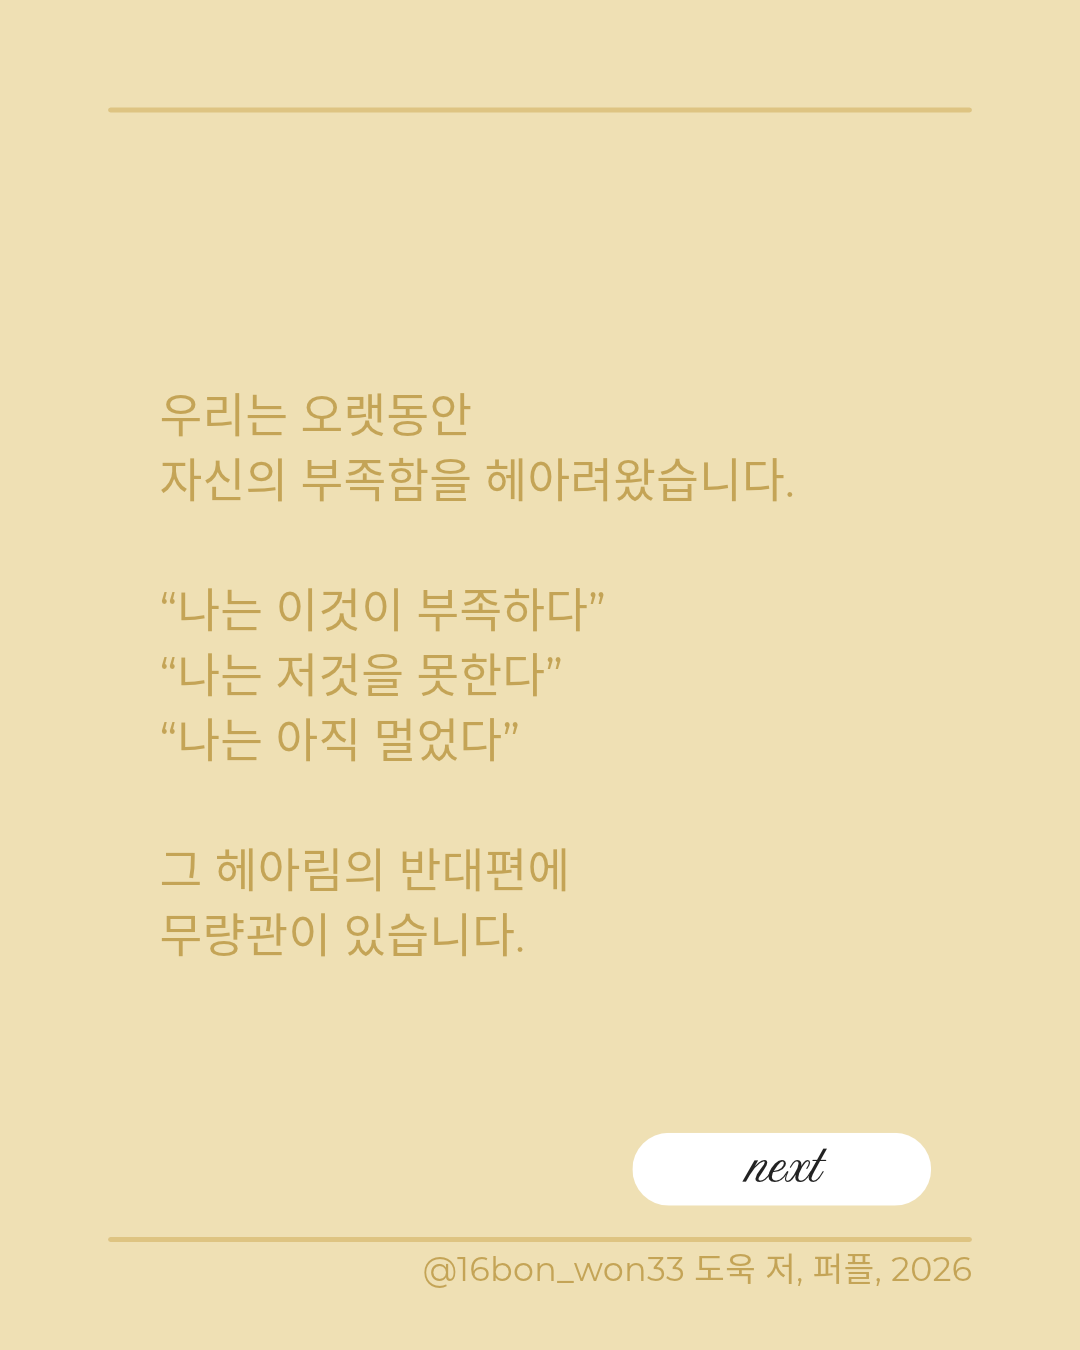 우리는 오랫동안
자신의 부족함을 헤아려왔습니다.
“나는 이것이 부족하다”
“나는 저것을 못한다”
“나는 아직 멀었다”
그 헤아림의 반대편에
무량관이 있습니다.
next
@16bon_won33 도욱 저, 퍼플, 2026